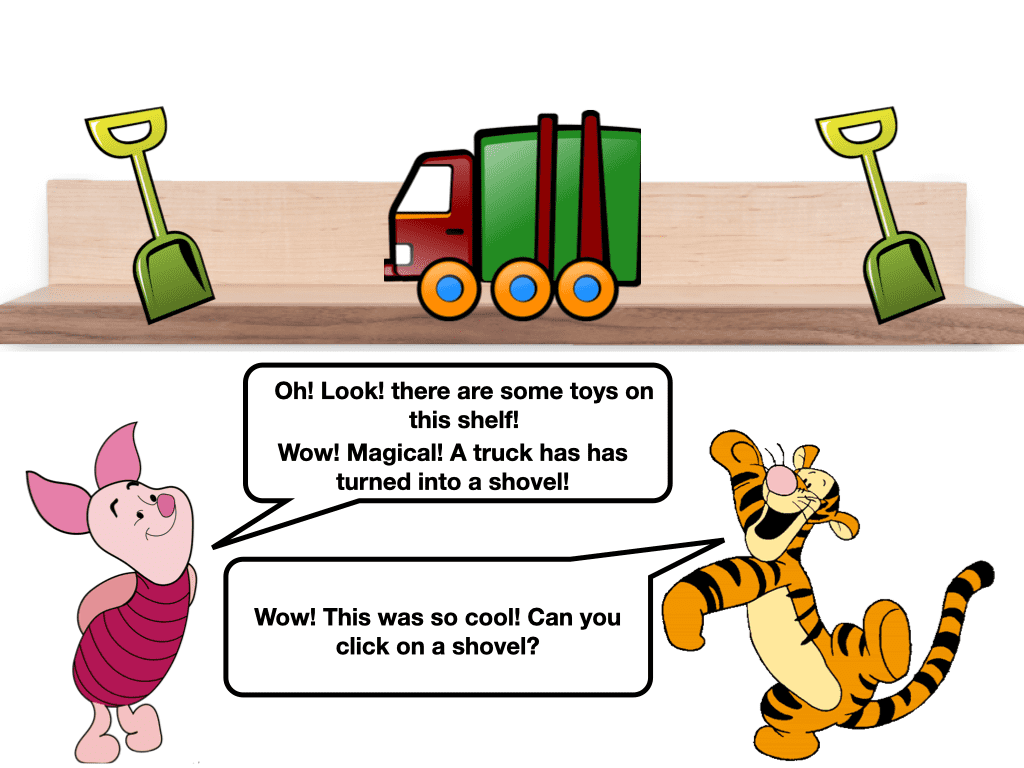 Oh! Look! there are some toys on
this shelf!
Wow! Magical! A truck has has
turned into a shovel!
Wow! This was so cool! Can you
click on a shovel?